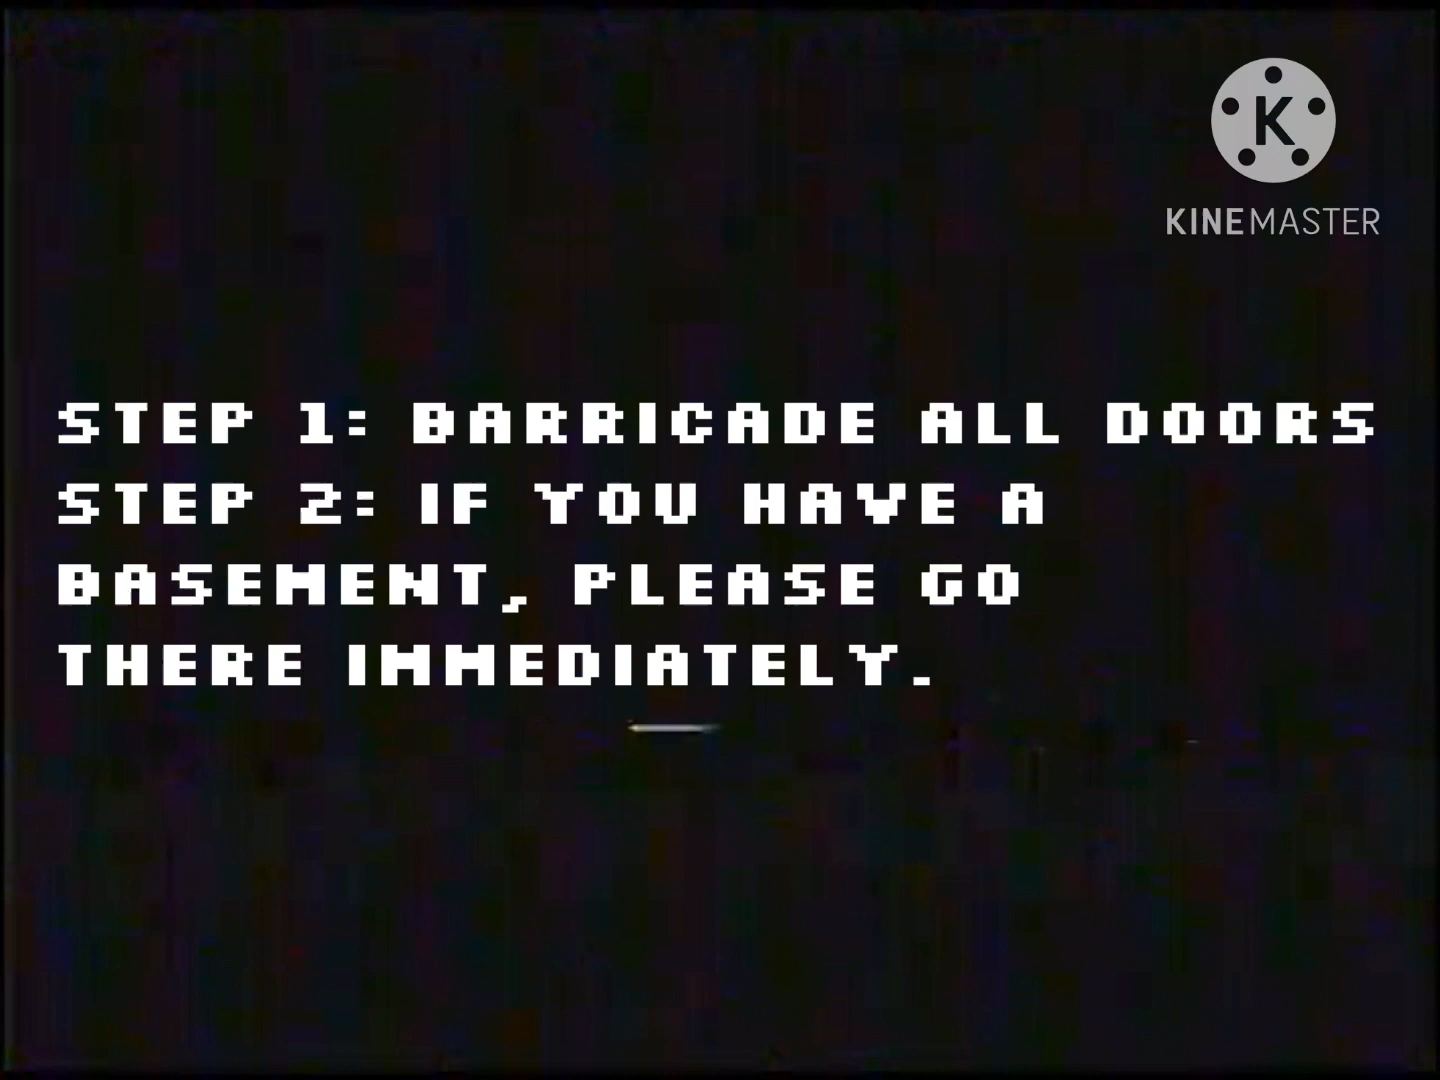 K
KINEMASTER
STEP 1: BARRICADE ALL DOORS
STEP 2: IF YOU HAVE A
BASEMENT, PLEASE GO
THERE IMMEDIATELY.